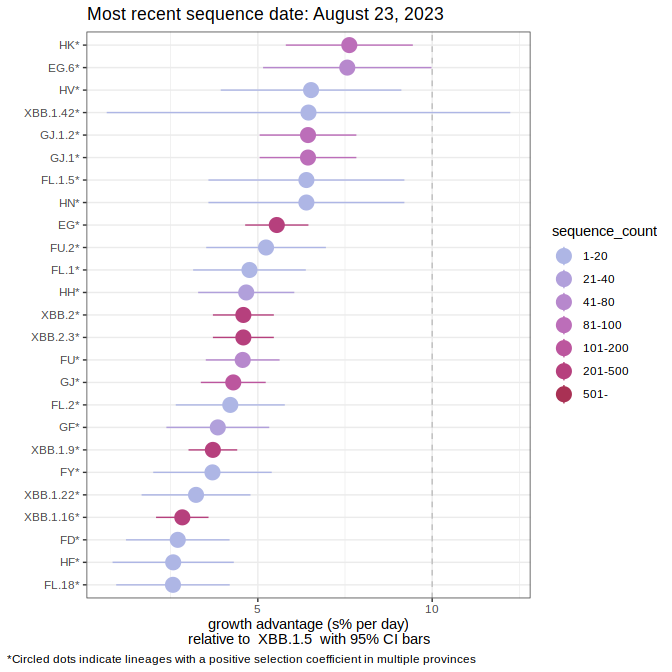 Most recent sequence date: August 23, 2023
HK*
EG.6*
HV*
XBB.1.42*
GJ.1.2*
GJ.1*
FL.1.5*
HN*
EG*
FU.2*
FL.1*
HH*
XBB.2*
XBB.2.3*
FU*
GJ*
FL.2*
GF*
XBB.1.9*
FY*
XBB.1.22*
XBB.1.16*
FD*
HF*
FL.18*
5 10
growth advantage (s% per day)
relative to XBB.1.5 with 95% CI bars
sequence_count
1-20
21-40
41-80
81-100
101-200
201-500
501-
*Circled dots indicate lineages with a positive selection coefficient in multiple provinces